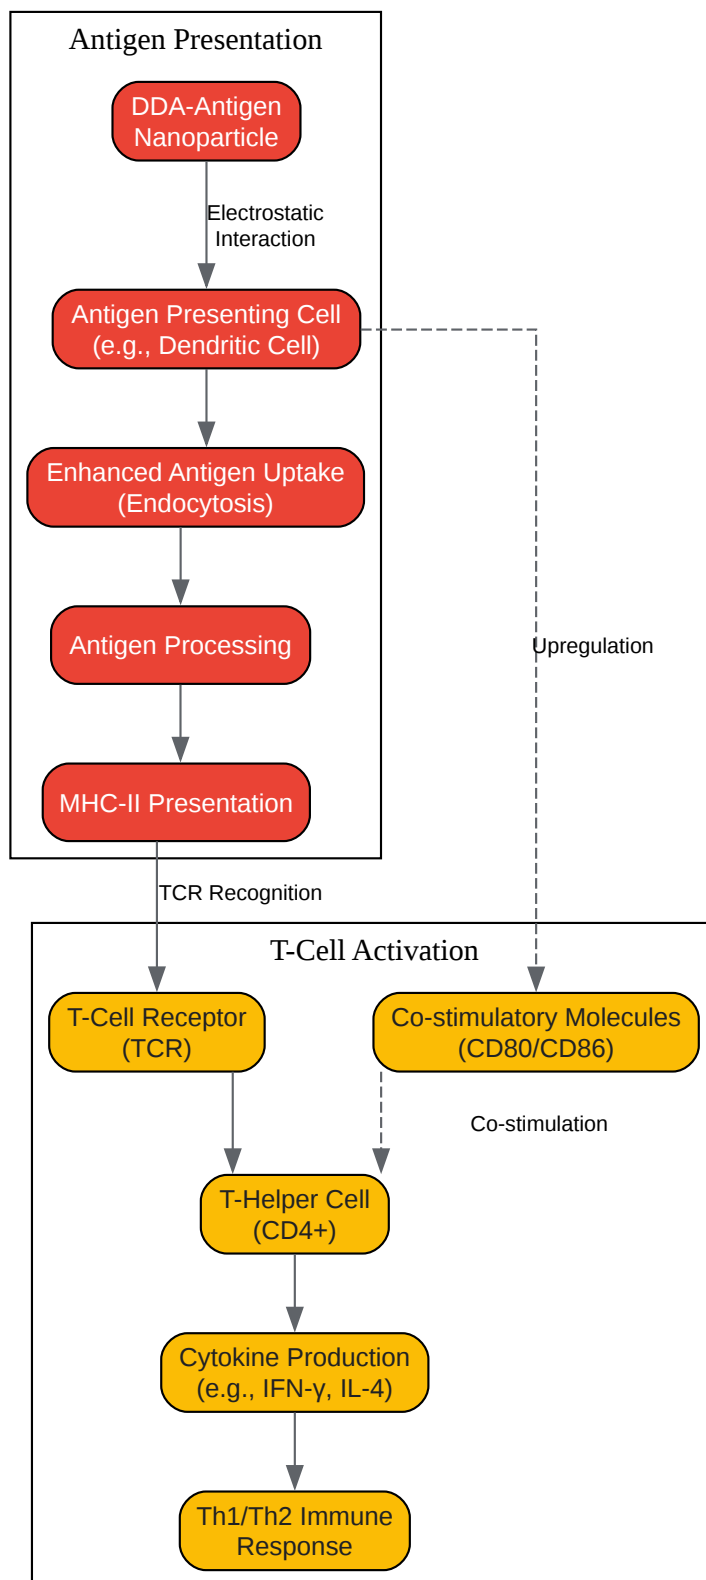 Antigen Presentation
DDA-Antigen
Nanoparticle
Electrostatic
Interaction
Antigen Presenting Cell
(e.g., Dendritic Cell)
Enhanced Antigen Uptake
(Endocytosis)
Antigen Processing
Upregulation
MHC-II Presentation
TCR Recognition
T-Cell Activation
T-Cell Receptor
(TCR)
Co-stimulatory Molecules
(CD80/CD86)
Co-stimulation
T-Helper Cell
(CD4+)
Cytokine Production
(e.g., IFN-γ, IL-4)
Th1/Th2 Immune
Response